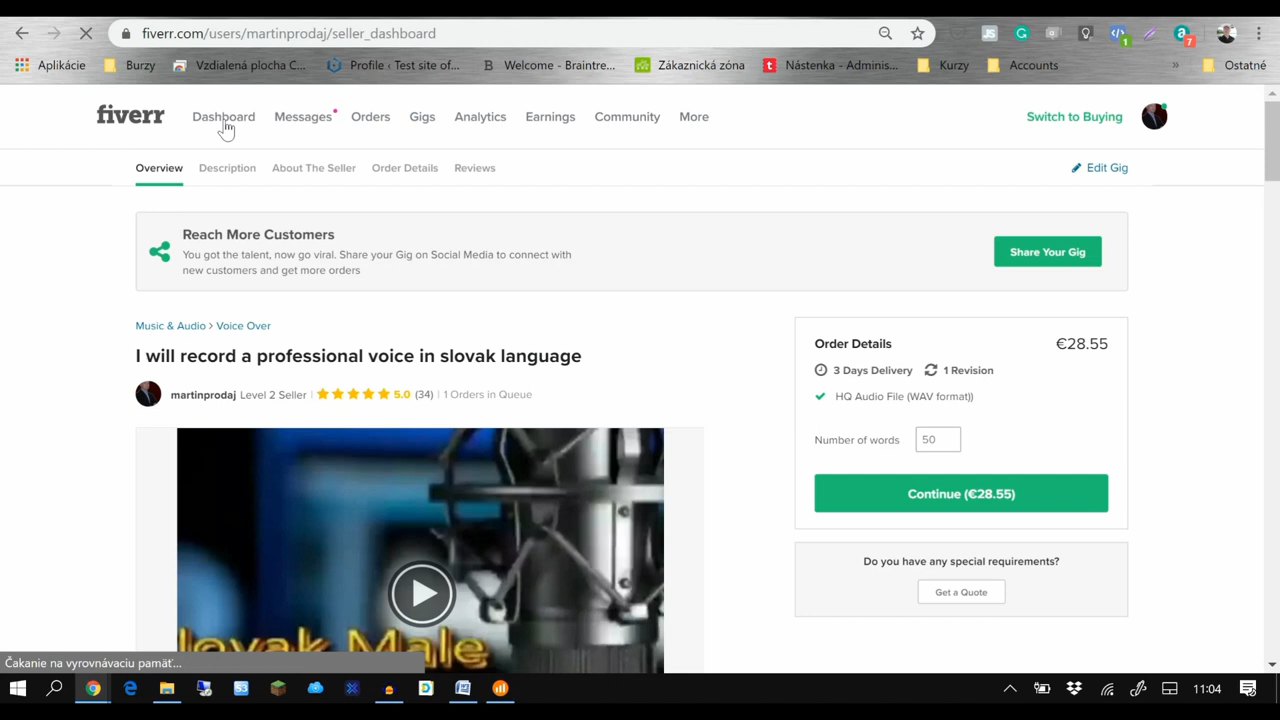 fiverr.com/users/martinprodaj/seller_dashboard
Aplikácie
Burzy
Vzdialená plocha C...
Profile ‹ Test site of...
Welcome - Braintre...
Zákaznická zóna
Nástenka - Adminis...
Kurzy
Accounts
»
Ostatné
fiverr
Dashboard
Messages
Orders
Gigs
Analytics
Earnings
Community
More
Switch to Buying
Overview
Description
About The Seller
Order Details
Reviews
Edit Gig
Reach More Customers
You got the talent, now go viral. Share your Gig on Social Media to connect with
new customers and get more orders
Share Your Gig
Music & Audio > Voice Over
I will record a professional voice in slovak language
martinprodaj Level 2 Seller | 5.0 (34) | 1 Orders in Queue
Order Details €28.55
3 Days Delivery 1 Revision
HQ Audio File (WAV format))
Number of words 50
Continue (€28.55)
Do you have any special requirements?
Get a Quote
Slovak Male
Čakanie na vyrovnávaciu pamäť...
11:04